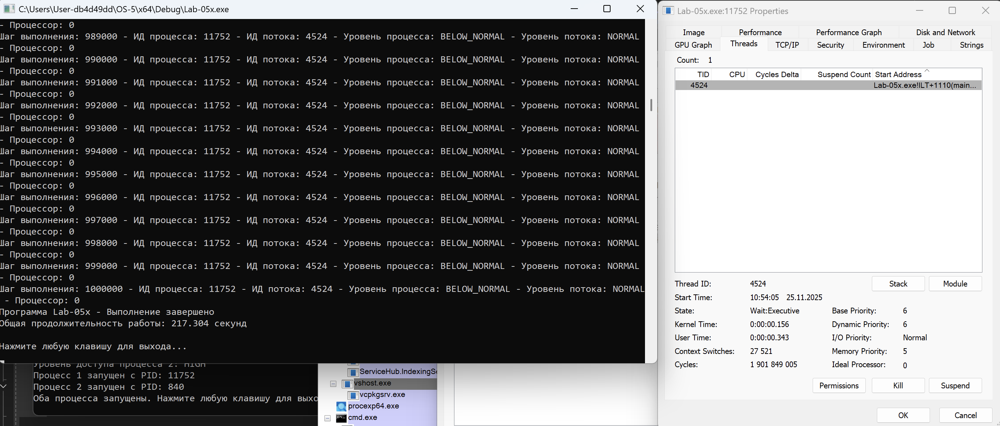 C:\Users\User-db4d49dd\OS-5\x64\Debug\Lab-05x.exe
- Процессор: 0
Шаг выполнения: 989000 - ИД процесса: 11752 - ИД потока: 4524 - Уровень процесса: BELOW_NORMAL - Уровень потока: NORMAL
- Процессор: 0
Шаг выполнения: 990000 - ИД процесса: 11752 - ИД потока: 4524 - Уровень процесса: BELOW_NORMAL - Уровень потока: NORMAL
- Процессор: 0
Шаг выполнения: 991000 - ИД процесса: 11752 - ИД потока: 4524 - Уровень процесса: BELOW_NORMAL - Уровень потока: NORMAL
- Процессор: 0
Шаг выполнения: 992000 - ИД процесса: 11752 - ИД потока: 4524 - Уровень процесса: BELOW_NORMAL - Уровень потока: NORMAL
- Процессор: 0
Шаг выполнения: 993000 - ИД процесса: 11752 - ИД потока: 4524 - Уровень процесса: BELOW_NORMAL - Уровень потока: NORMAL
- Процессор: 0
Шаг выполнения: 994000 - ИД процесса: 11752 - ИД потока: 4524 - Уровень процесса: BELOW_NORMAL - Уровень потока: NORMAL
- Процессор: 0
Шаг выполнения: 995000 - ИД процесса: 11752 - ИД потока: 4524 - Уровень процесса: BELOW_NORMAL - Уровень потока: NORMAL
- Процессор: 0
Шаг выполнения: 996000 - ИД процесса: 11752 - ИД потока: 4524 - Уровень процесса: BELOW_NORMAL - Уровень потока: NORMAL
- Процессор: 0
Шаг выполнения: 997000 - ИД процесса: 11752 - ИД потока: 4524 - Уровень процесса: BELOW_NORMAL - Уровень потока: NORMAL
- Процессор: 0
Шаг выполнения: 998000 - ИД процесса: 11752 - ИД потока: 4524 - Уровень процесса: BELOW_NORMAL - Уровень потока: NORMAL
- Процессор: 0
Шаг выполнения: 999000 - ИД процесса: 11752 - ИД потока: 4524 - Уровень процесса: BELOW_NORMAL - Уровень потока: NORMAL
- Процессор: 0
Шаг выполнения: 1000000 - ИД процесса: 11752 - ИД потока: 4524 - Уровень процесса: BELOW_NORMAL - Уровень потока: NORMAL
- Процессор: 0
Программа Lab-05x - Выполнение завершено
Общая продолжительность работы: 217.304 секунд
Нажмите любую клавишу для выхода...
Уровень доступа процесса 2: HIGH
Процесс 1 запущен с PID: 11752
Процесс 2 запущен с PID: 840
Оба процесса запущены. Нажмите любую клавишу для выхо
ServiceHub.IndexingSe
vshost.exe
vcpkgsrv.exe
procexp64.exe
cmd.exe
Lab-05x.exe:11752 Properties
Image Performance Performance Graph Disk and Network
GPU Graph Threads TCP/IP Security Environment Job Strings
Count: 1
TID CPU Cycles Delta Suspend Count Start Address
4524 Lab-05x.exe!ILT+1110(main...
Thread ID: 4524 Stack Module
Start Time: 10:54:05 25.11.2025
State: Wait:Executive Base Priority: 6
Kernel Time: 0:00:00.156 Dynamic Priority: 6
User Time: 0:00:00.343 I/O Priority: Normal
Context Switches: 27 521 Memory Priority: 5
Cycles: 1 901 849 005 Ideal Processor: 0
Permissions Kill Suspend
OK Cancel